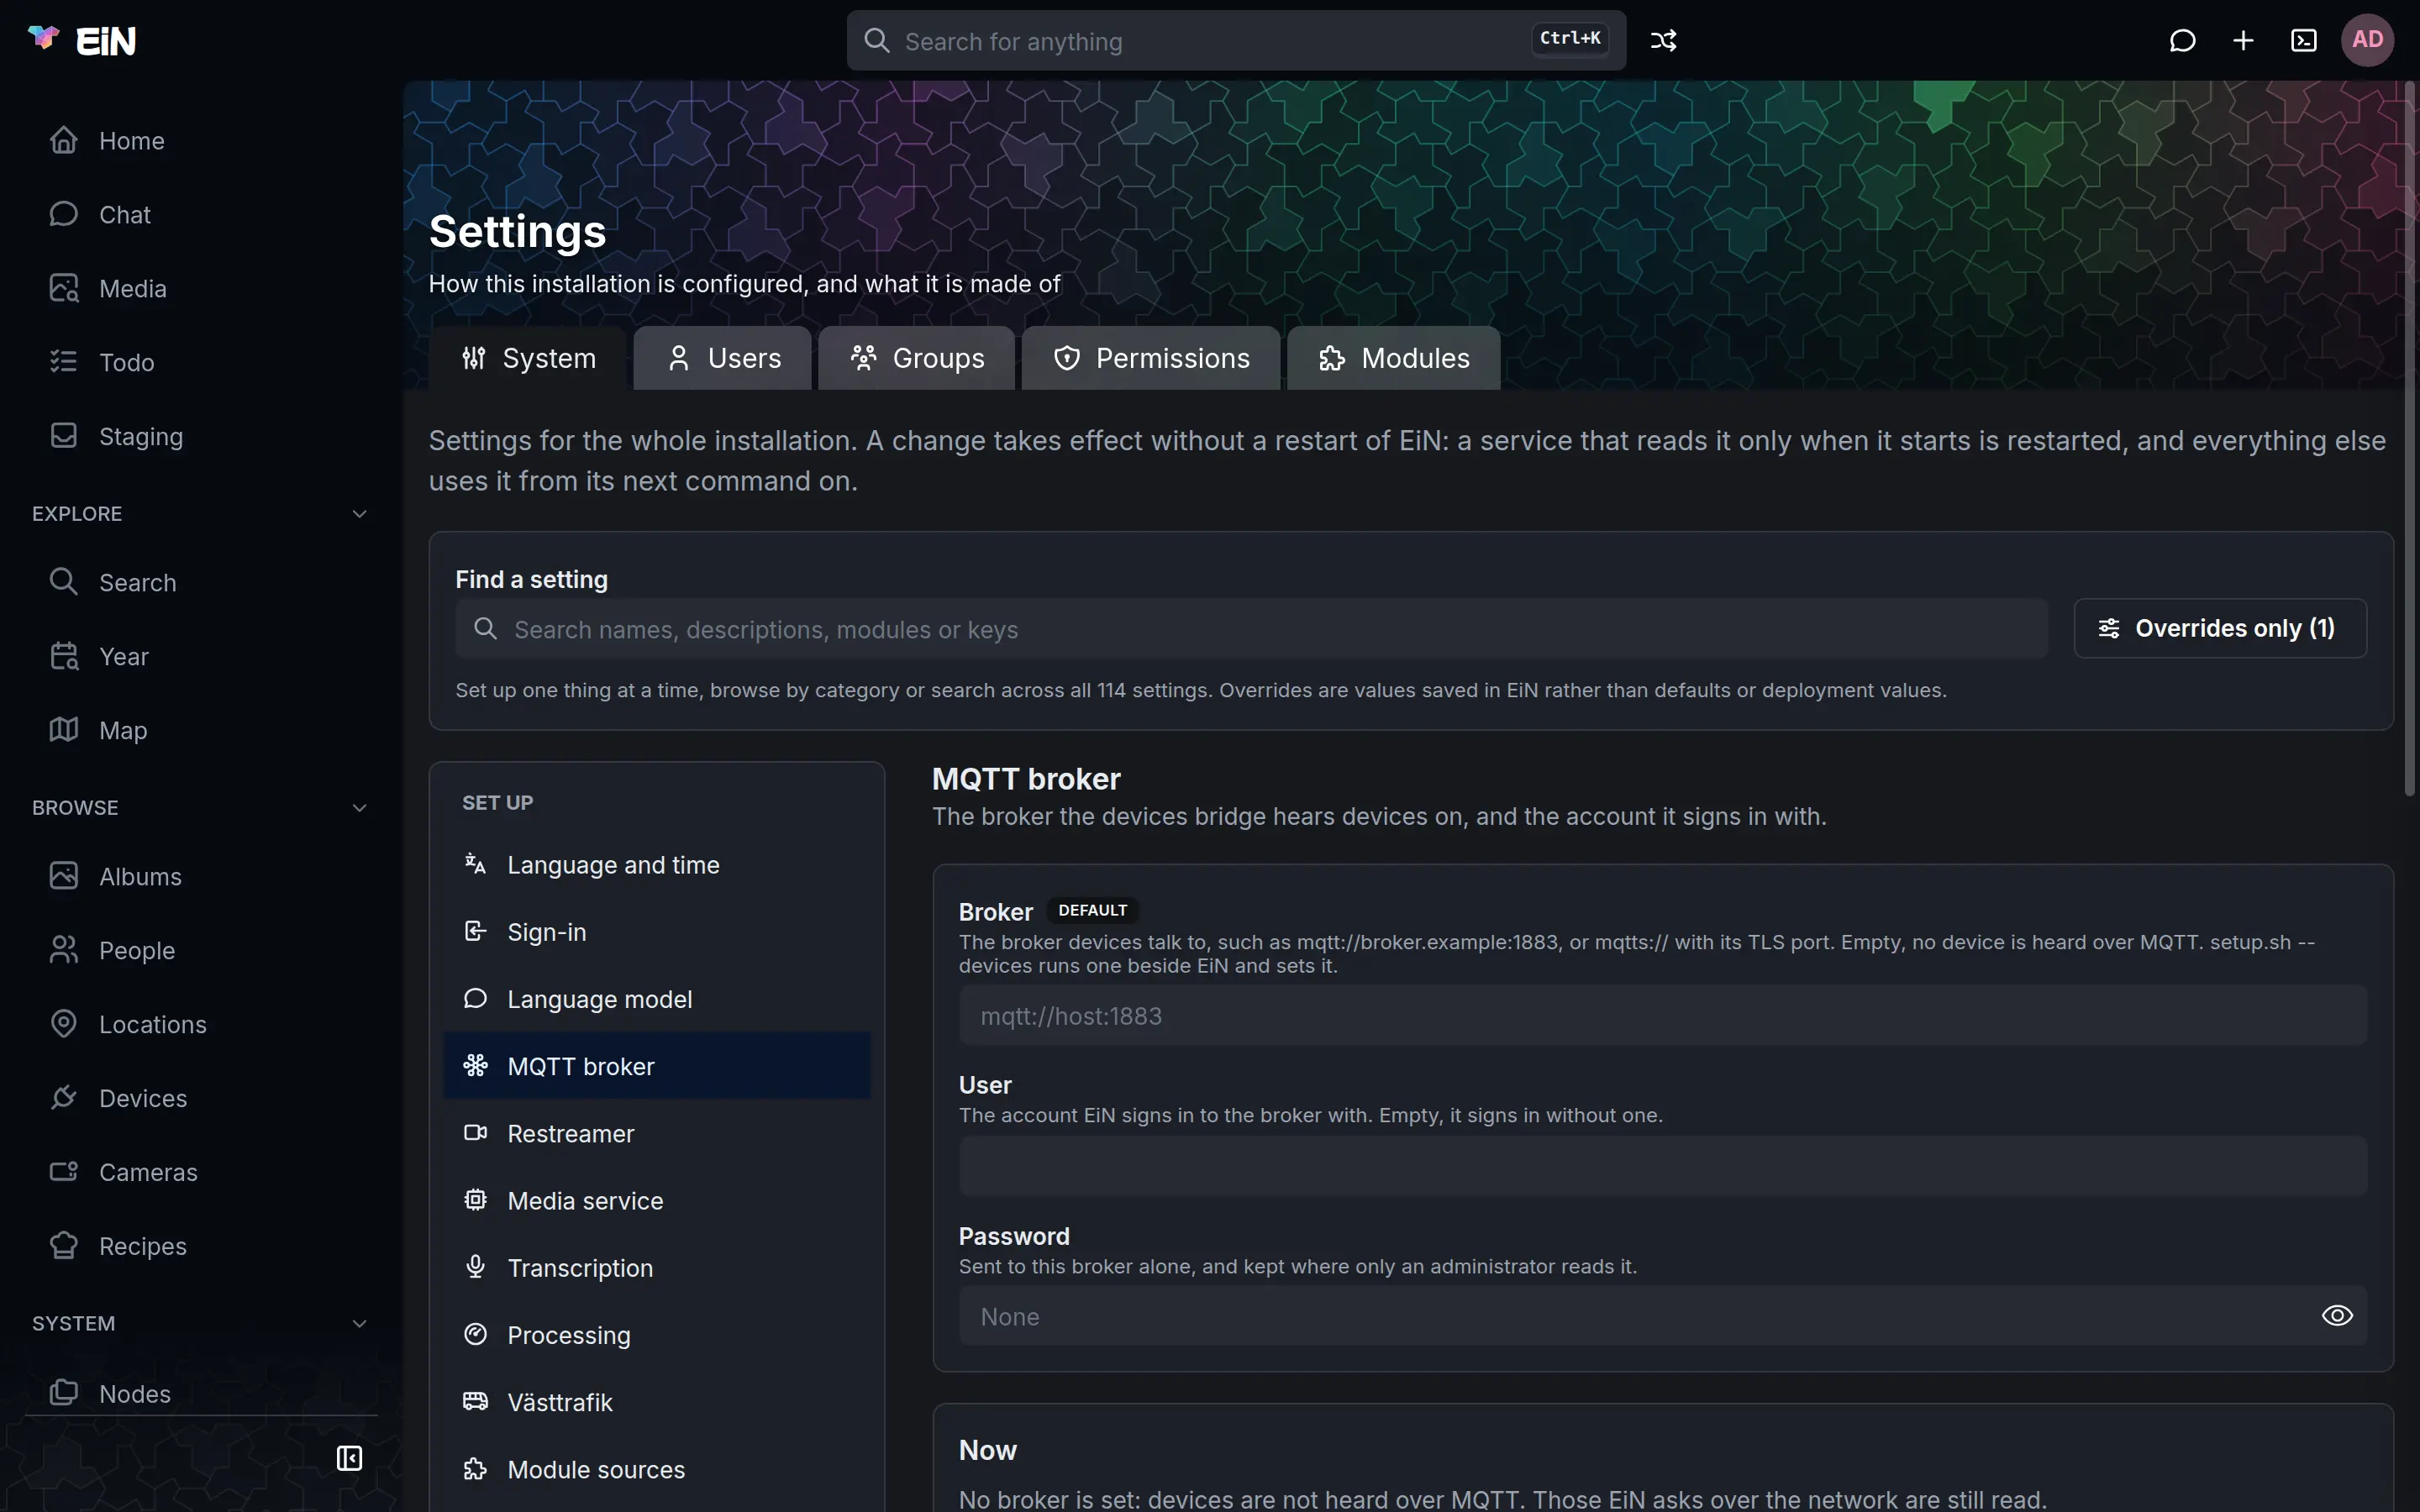 EiN
Search for anything
Ctrl+K
AD
Home
Chat
Media
Todo
Staging
EXPLORE
Search
Year
Map
BROWSE
Albums
People
Locations
Devices
Cameras
Recipes
SYSTEM
Nodes
Settings
How this installation is configured, and what it is made of
System
Users
Groups
Permissions
Modules
Settings for the whole installation. A change takes effect without a restart of EiN: a service that reads it only when it starts is restarted, and everything else
uses it from its next command on.
Find a setting
Search names, descriptions, modules or keys
Overrides only (1)
Set up one thing at a time, browse by category or search across all 114 settings. Overrides are values saved in EiN rather than defaults or deployment values.
SET UP
Language and time
Sign-in
Language model
MQTT broker
Restreamer
Media service
Transcription
Processing
Västtrafik
Module sources
MQTT broker
The broker the devices bridge hears devices on, and the account it signs in with.
Broker DEFAULT
The broker devices talk to, such as mqtt://broker.example:1883, or mqtts:// with its TLS port. Empty, no device is heard over MQTT. setup.sh --
devices runs one beside EiN and sets it.
mqtt://host:1883
User
The account EiN signs in to the broker with. Empty, it signs in without one.
Password
Sent to this broker alone, and kept where only an administrator reads it.
None
Now
No broker is set: devices are not heard over MQTT. Those EiN asks over the network are still read.